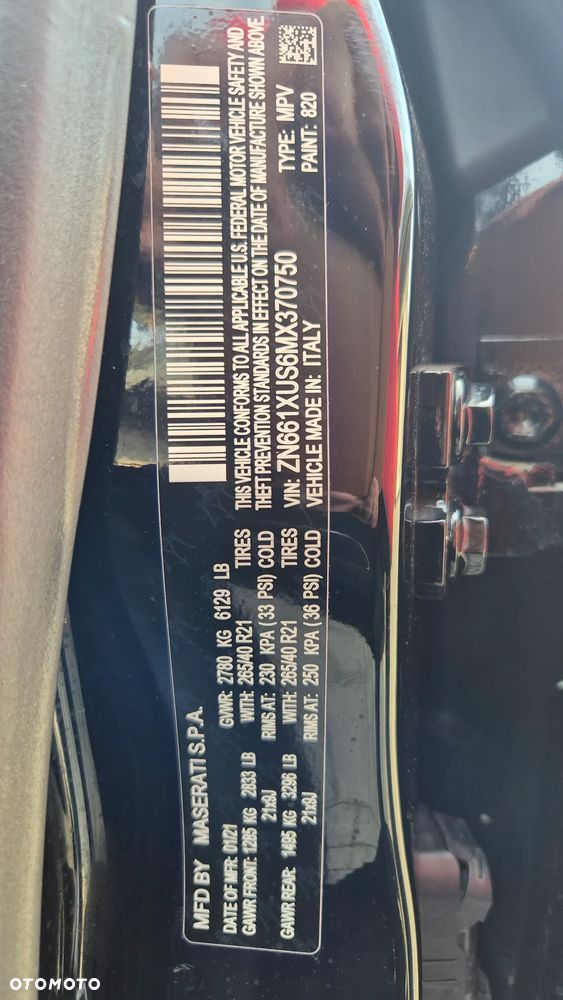 MFD BY MASERATI S.P.A.
DATE OF MFR: 01/21 GVWR: 2780 KG 6129 LB
GAWR FRONT: 1285 KG 2833 LB WITH: 265/40 R21 TIRES
21x9J RIMS AT: 230 KPA (33 PSI) COLD
GAWR REAR: 1495 KG 3296 LB WITH: 265/40 R21 TIRES
21x9J RIMS AT: 250 KPA (36 PSI) COLD
THIS VEHICLE CONFORMS TO ALL APPLICABLE U.S. FEDERAL MOTOR VEHICLE SAFETY AND
THEFT PREVENTION STANDARDS IN EFFECT ON THE DATE OF MANUFACTURE SHOWN ABOVE.
VIN: ZN661XUS6MX370750 TYPE: MPV
VEHICLE MADE IN: ITALY PAINT: 820
OTOMOTO